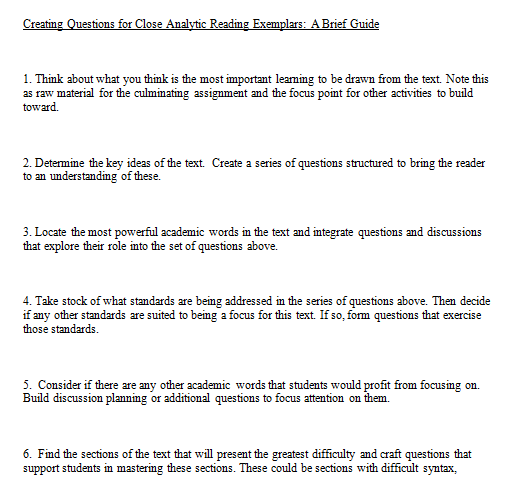 Creating Questions for Close Analytic Reading Exemplars: A Brief Guide
1. Think about what you think is the most important learning to be drawn from the text. Note this
as raw material for the culminating assignment and the focus point for other activities to build
toward.
2. Determine the key ideas of the text. Create a series of questions structured to bring the reader
to an understanding of these.
3. Locate the most powerful academic words in the text and integrate questions and discussions
that explore their role into the set of questions above.
4. Take stock of what standards are being addressed in the series of questions above. Then decide
if any other standards are suited to being a focus for this text. If so, form questions that exercise
those standards.
5. Consider if there are any other academic words that students would profit from focusing on.
Build discussion planning or additional questions to focus attention on them.
6. Find the sections of the text that will present the greatest difficulty and craft questions that
support students in mastering these sections. These could be sections with difficult syntax,